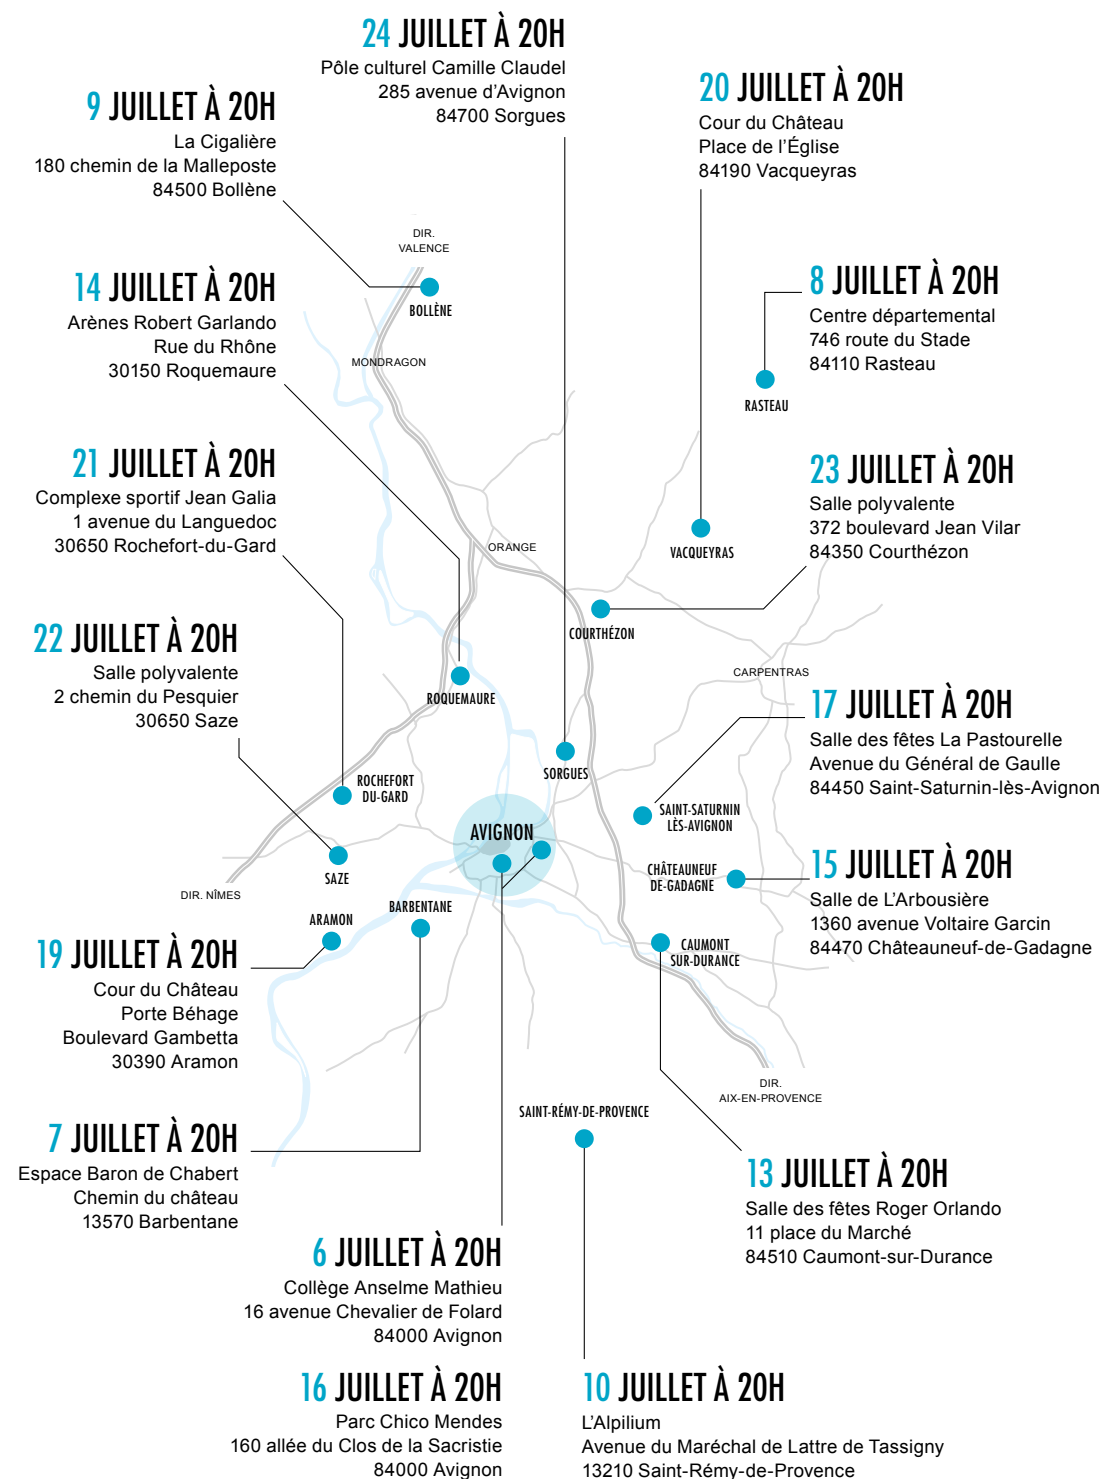 24 JUILLET À 20H
Pôle culturel Camille Claudel
285 avenue d'Avignon
84700 Sorgues
9 JUILLET À 20H
La Cigalière
180 chemin de la Malleposte
84500 Bollène
20 JUILLET À 20H
Cour du Château
Place de l'Église
84190 Vacqueyras
DIR.
VALENCE
14 JUILLET À 20H
Arènes Robert Garlando
Rue du Rhône
30150 Roquemaure
BOLLÈNE
MONDRAGON
8 JUILLET À 20H
Centre départemental
746 route du Stade
84110 Rasteau
RASTEAU
21 JUILLET À 20H
Complexe sportif Jean Galia
1 avenue du Languedoc
30650 Rochefort-du-Gard
ORANGE
VACQUEYRAS
23 JUILLET À 20H
Salle polyvalente
372 boulevard Jean Vilar
84350 Courthézon
COURTHÉZON
22 JUILLET À 20H
Salle polyvalente
2 chemin du Pesquier
30650 Saze
ROQUEMAURE
CARPENTRAS
17 JUILLET À 20H
Salle des fêtes La Pastourelle
Avenue du Général de Gaulle
84450 Saint-Saturnin-lès-Avignon
SORGUES
ROCHEFORT
DU-GARD
SAINT-SATURNIN
LÈS-AVIGNON
AVIGNON
SAZE
CHÂTEAUNEUF
DE-GADAGNE
15 JUILLET À 20H
Salle de L'Arbousière
1360 avenue Voltaire Garcin
84470 Châteauneuf-de-Gadagne
DIR. NÎMES
ARAMON
BARBENTANE
CAUMONT
SUR-DURANCE
19 JUILLET À 20H
Cour du Château
Porte Béhage
Boulevard Gambetta
30390 Aramon
DIR.
AIX-EN-PROVENCE
SAINT-RÉMY-DE-PROVENCE
7 JUILLET À 20H
Espace Baron de Chabert
Chemin du château
13570 Barbentane
13 JUILLET À 20H
Salle des fêtes Roger Orlando
11 place du Marché
84510 Caumont-sur-Durance
6 JUILLET À 20H
Collège Anselme Mathieu
16 avenue Chevalier de Folard
84000 Avignon
16 JUILLET À 20H
Parc Chico Mendes
160 allée du Clos de la Sacristie
84000 Avignon
10 JUILLET À 20H
L'Alpilium
Avenue du Maréchal de Lattre de Tassigny
13210 Saint-Rémy-de-Provence